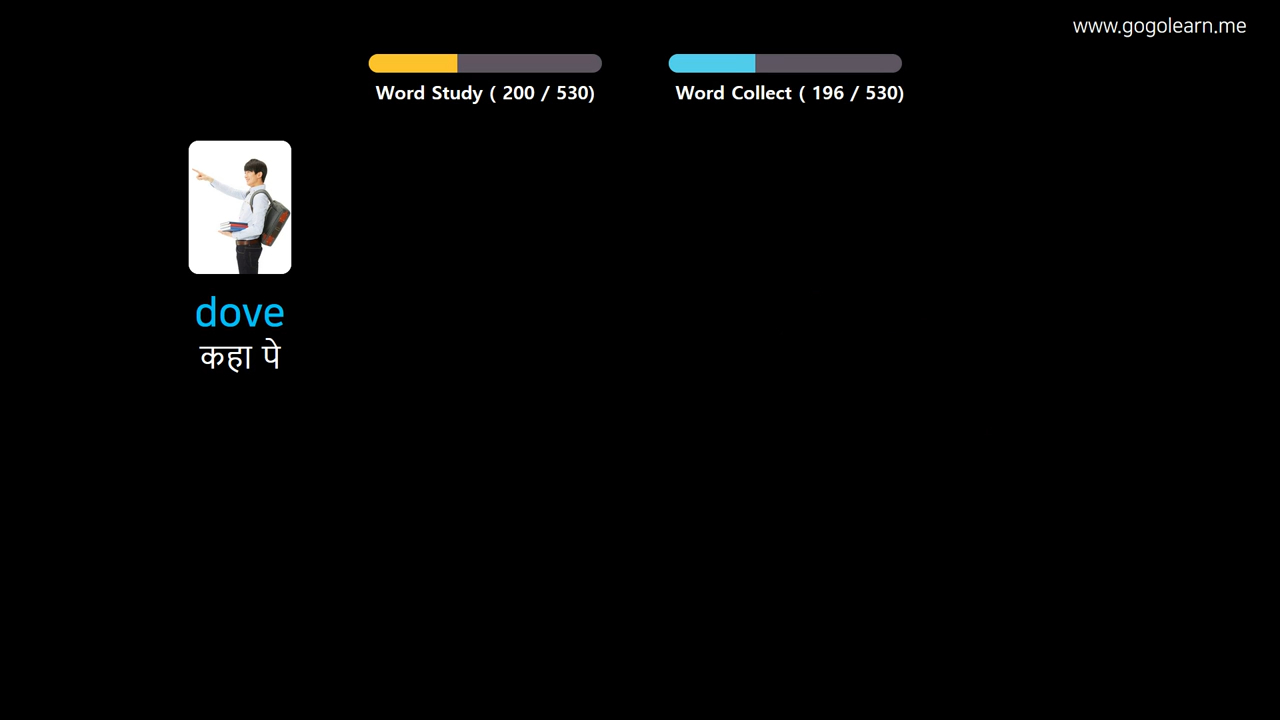 www.gogolearn.me
Word Study ( 200 / 530)
Word Collect ( 196 / 530)
dove
कहा पे